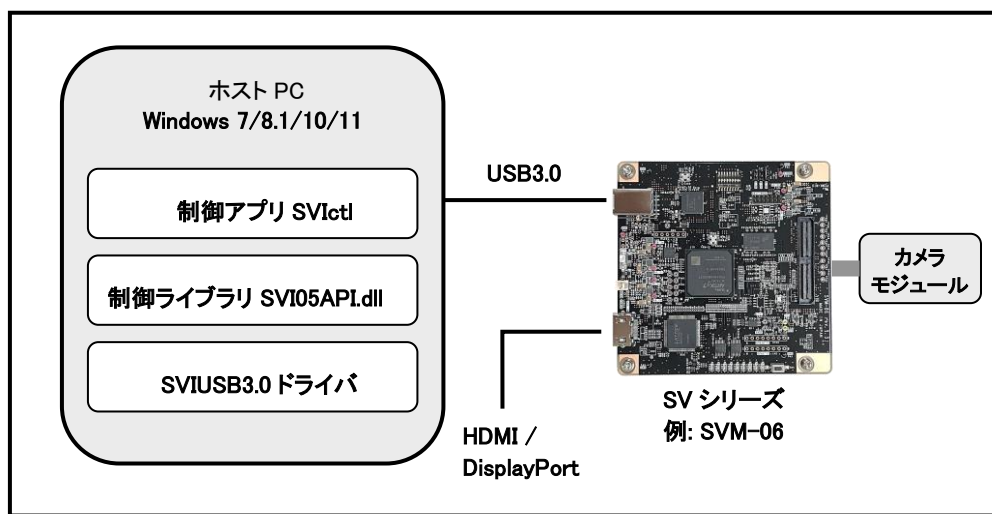 ホスト PC
Windows 7/8.1/10/11
制御アプリ SVIctl
制御ライブラリ SVI05API.dll
SVIUSB3.0 ドライバ
USB3.0
HDMI /
DisplayPort
SV シリーズ
例: SVM-06
カメラ
モジュール